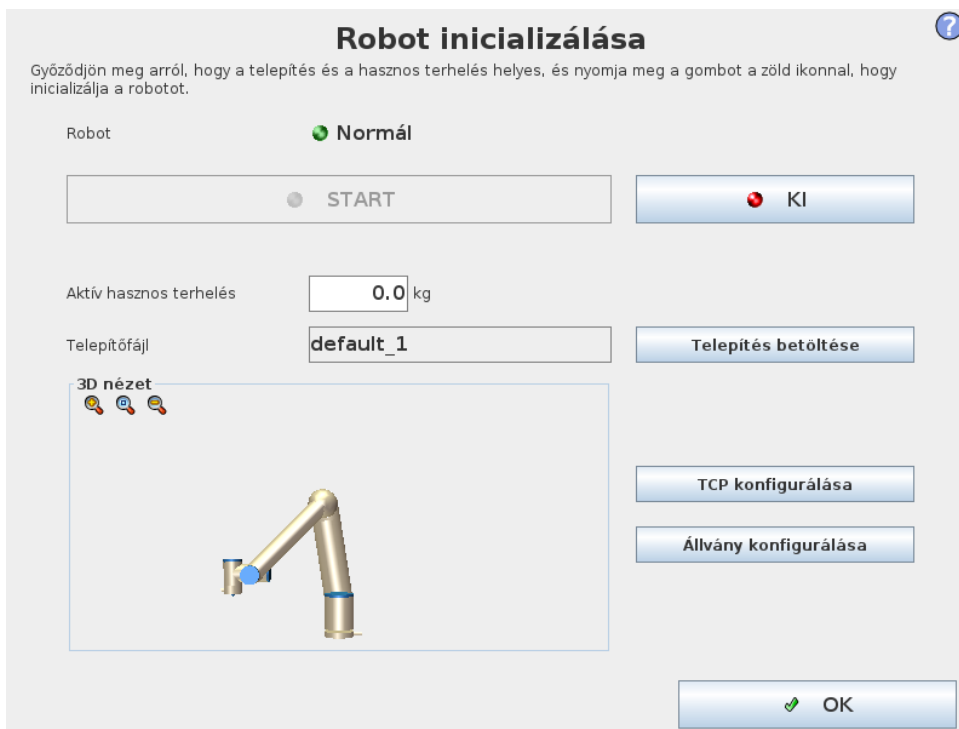 Robot inicializálása
?
Győződjön meg arról, hogy a telepítés és a hasznos terhelés helyes, és nyomja meg a gombot a zöld ikonnal, hogy
inicializálja a robotot.
Robot
Normál
START
KI
Aktív hasznos terhelés
0.0 kg
Telepítőfájl
default_1
Telepítés betöltése
3D nézet
TCP konfigurálása
Állvány konfigurálása
OK